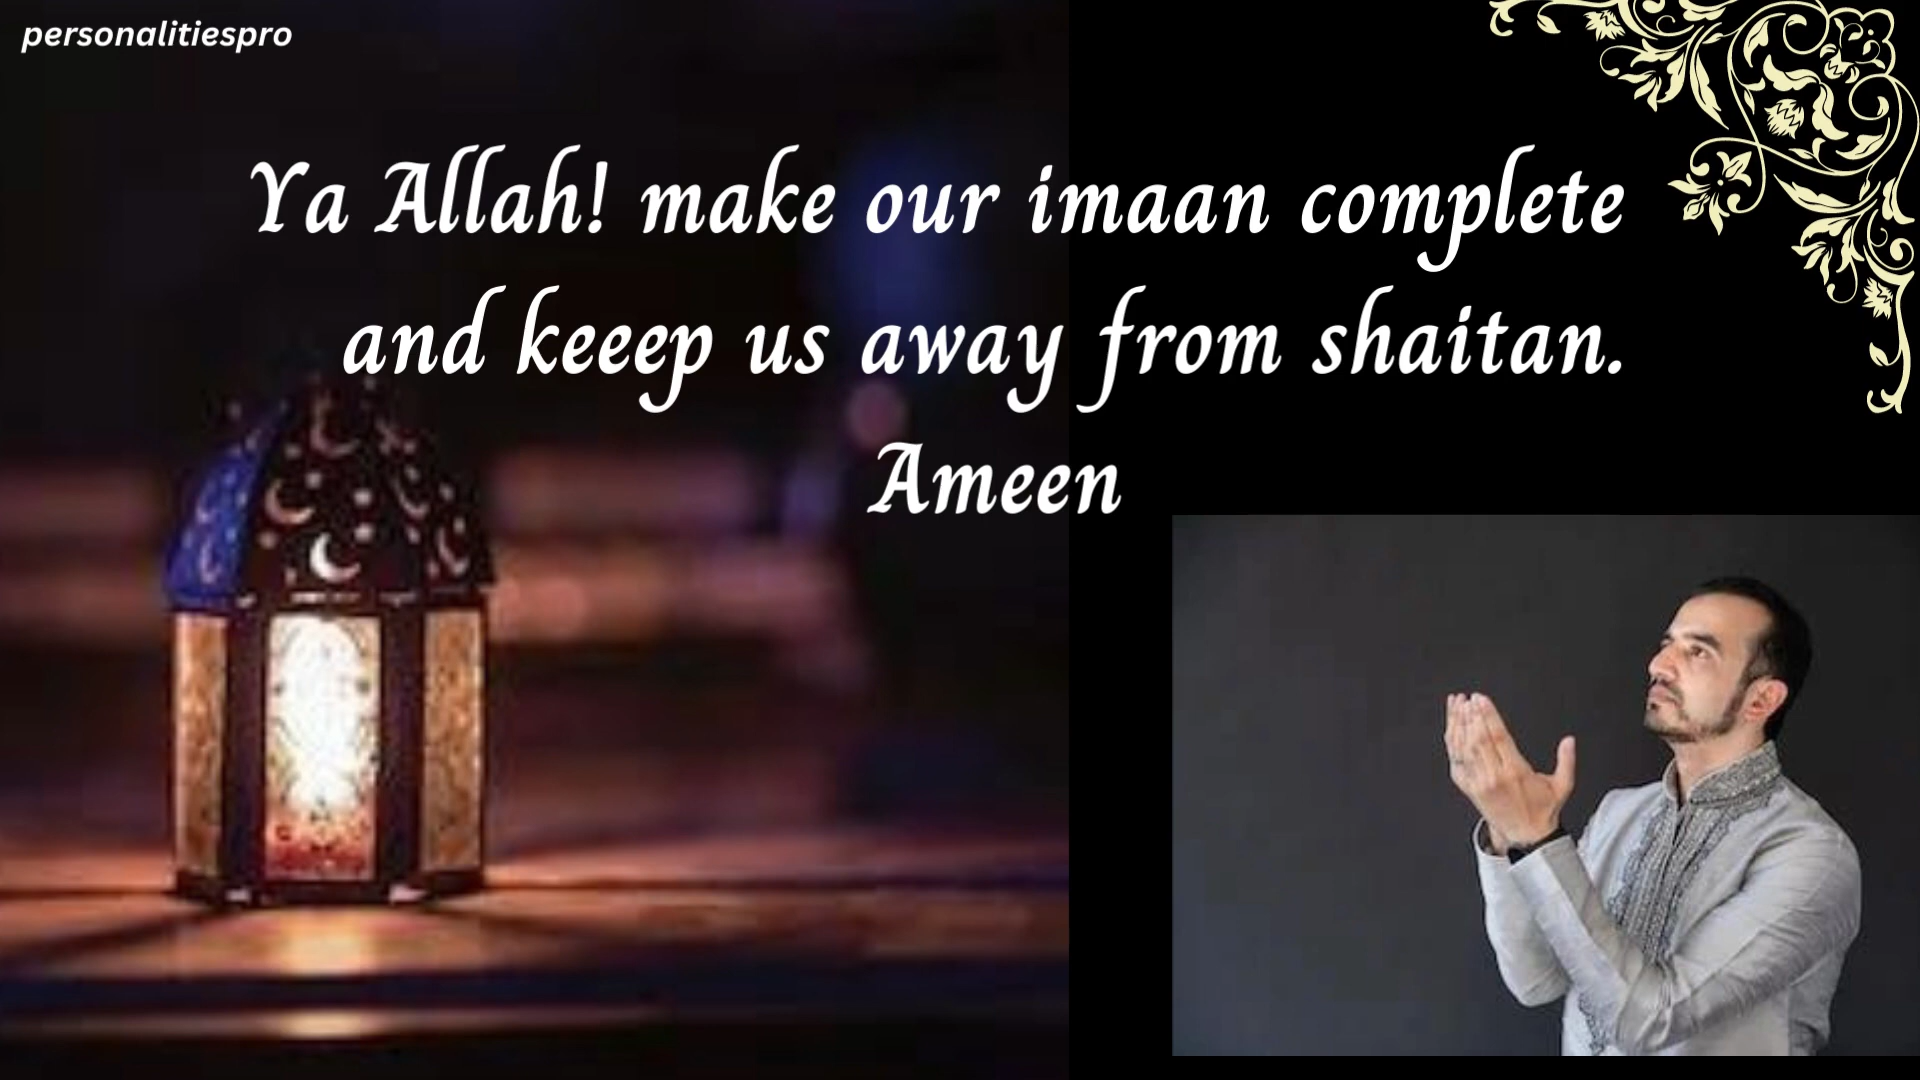 personalitiespro
Ya Allah! make our imaan complete
and keeep us away from shaitan.
Ameen